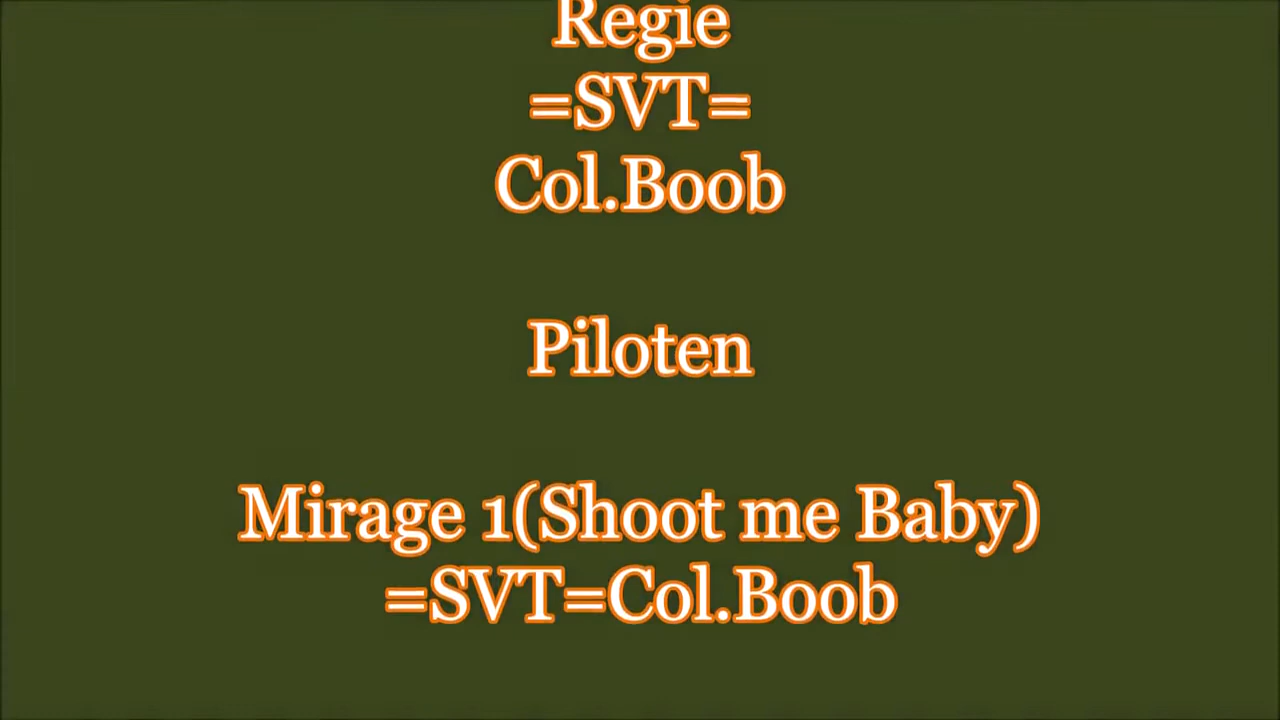 Regie
=SVT=
Col.Boob
Piloten
Mirage 1(Shoot me Baby)
=SVT=Col.Boob